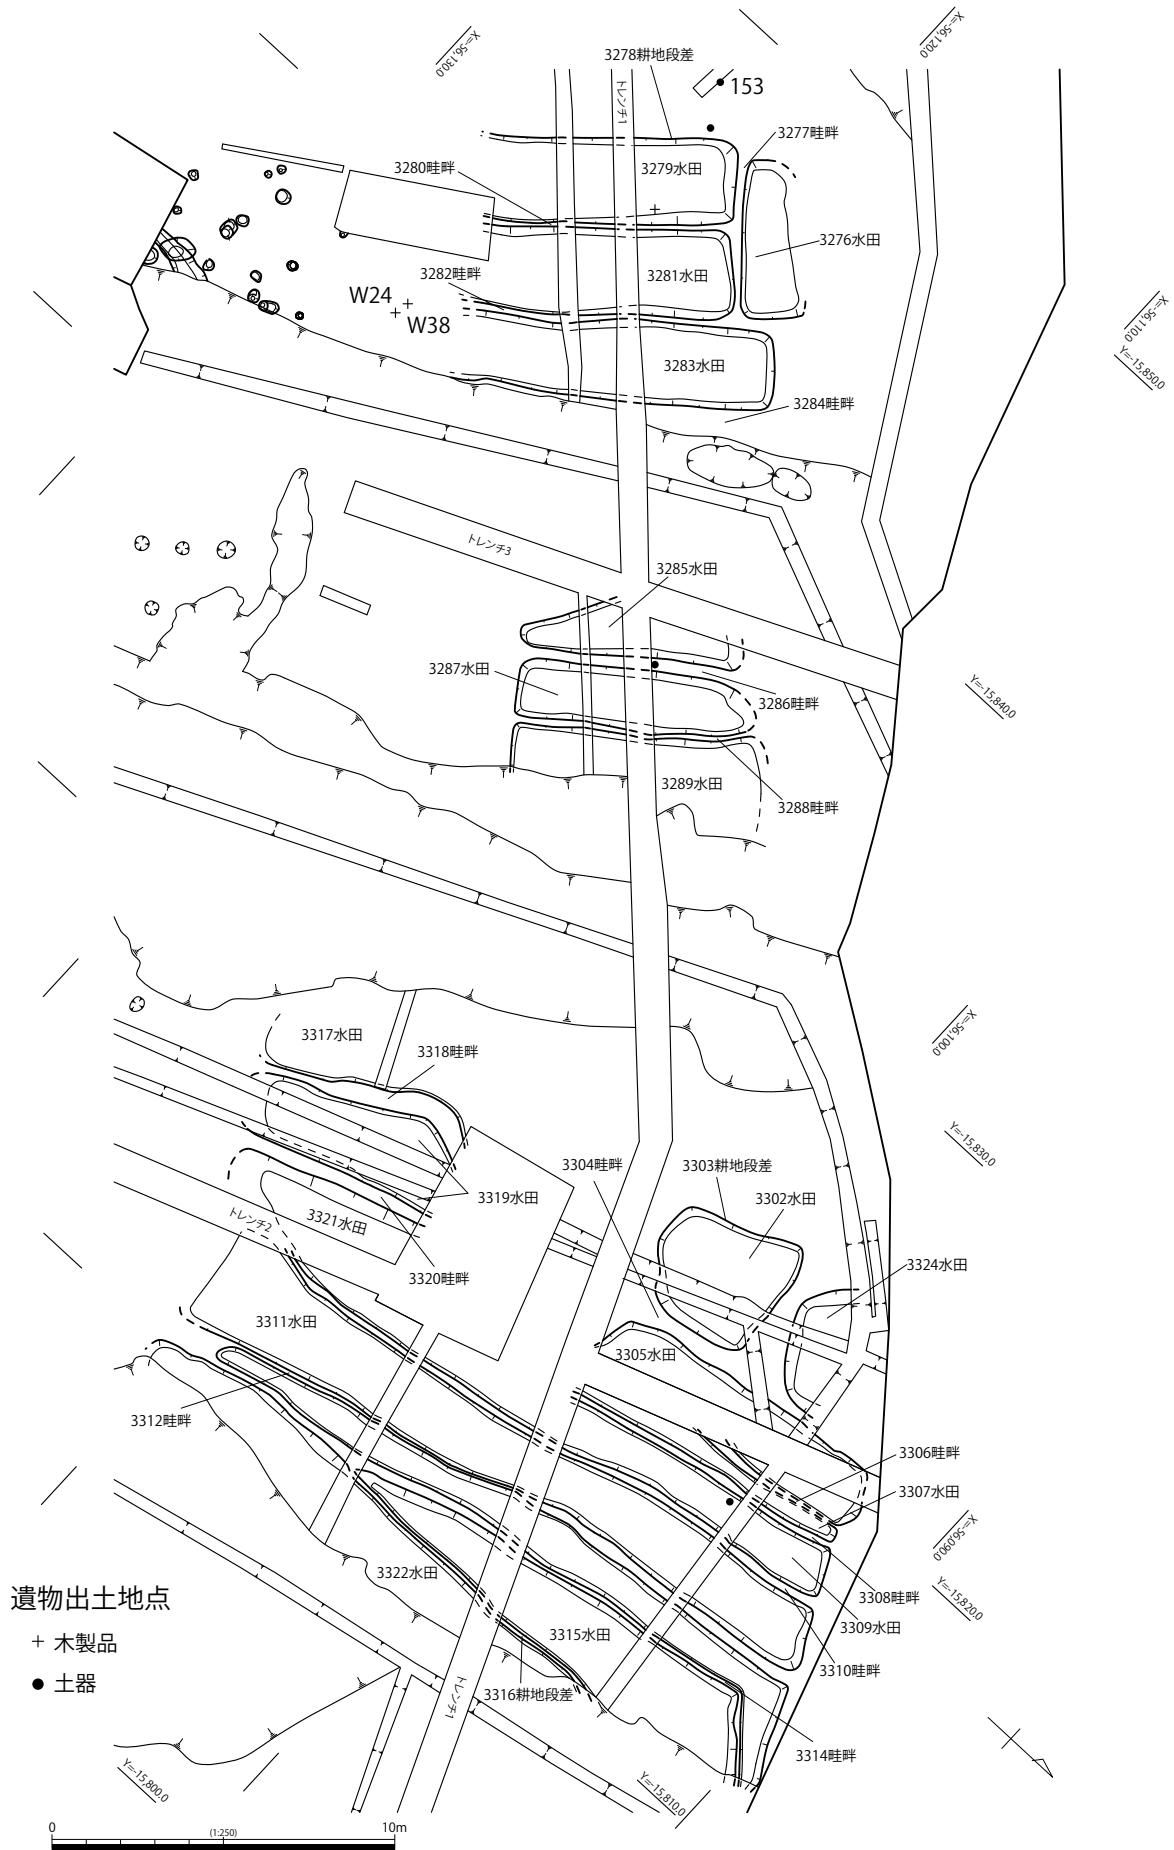 X=-56,130.0
X=-56,120.0
3278耕地段差
153
トレンチ1
3277畦畔
3280畦畔
3279水田
3276水田
3282畦畔
3281水田
W24
W38
X=-56,110.0
Y=-15,850.0
3283水田
3284畦畔
トレンチ3
3285水田
3287水田
3286畦畔
Y=-15,840.0
3289水田
3288畦畔
X=-56,100.0
3317水田
3318畦畔
Y=-15,830.0
3304畦畔
3303耕地段差
3319水田
3302水田
トレンチ2
3321水田
3320畦畔
3324水田
3311水田
3305水田
3312畦畔
3306畦畔
3307水田
X=-56,090.0
3322水田
3308畦畔
Y=-15,820.0
遺物出土地点
+ 木製品
● 土器
3315水田
3309水田
3310畦畔
3316耕地段差
トレンチ1
3314畦畔
Y=-15,800.0
Y=-15,810.0
0
(1:250)
10m